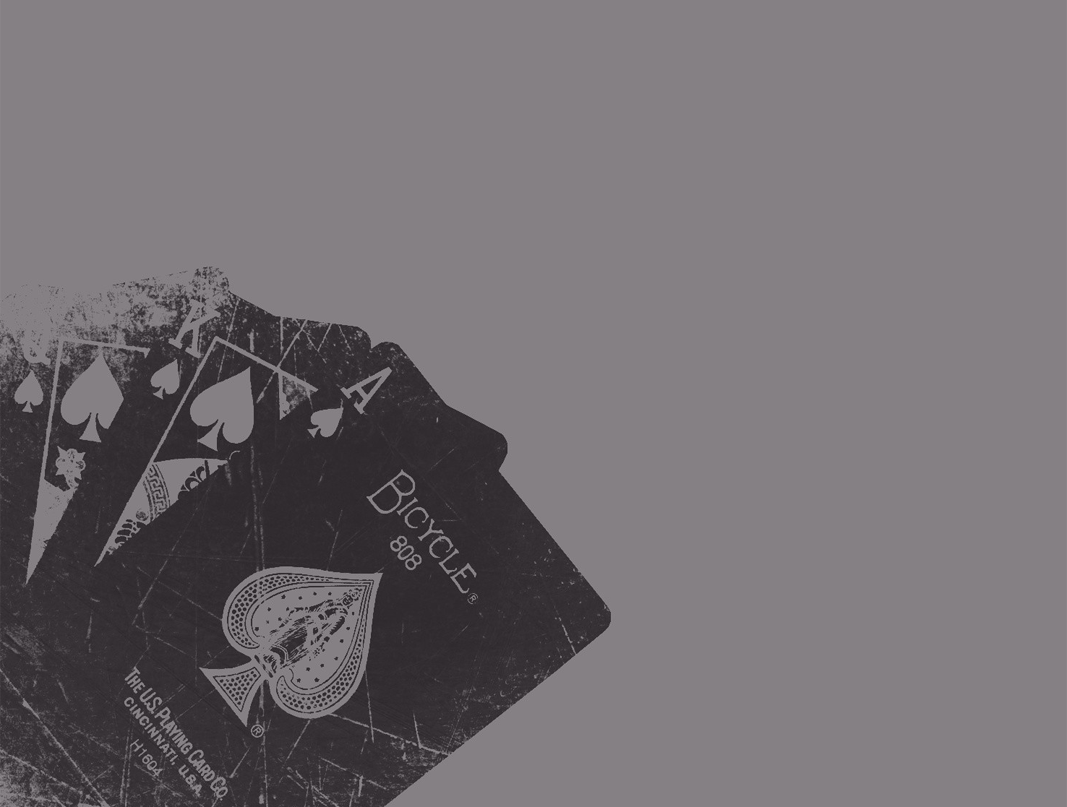 K
A
BICYCLE®
808
®
THE U.S. PLAYING CARD CO.
CINCINNATI, U.S.A.
H1604